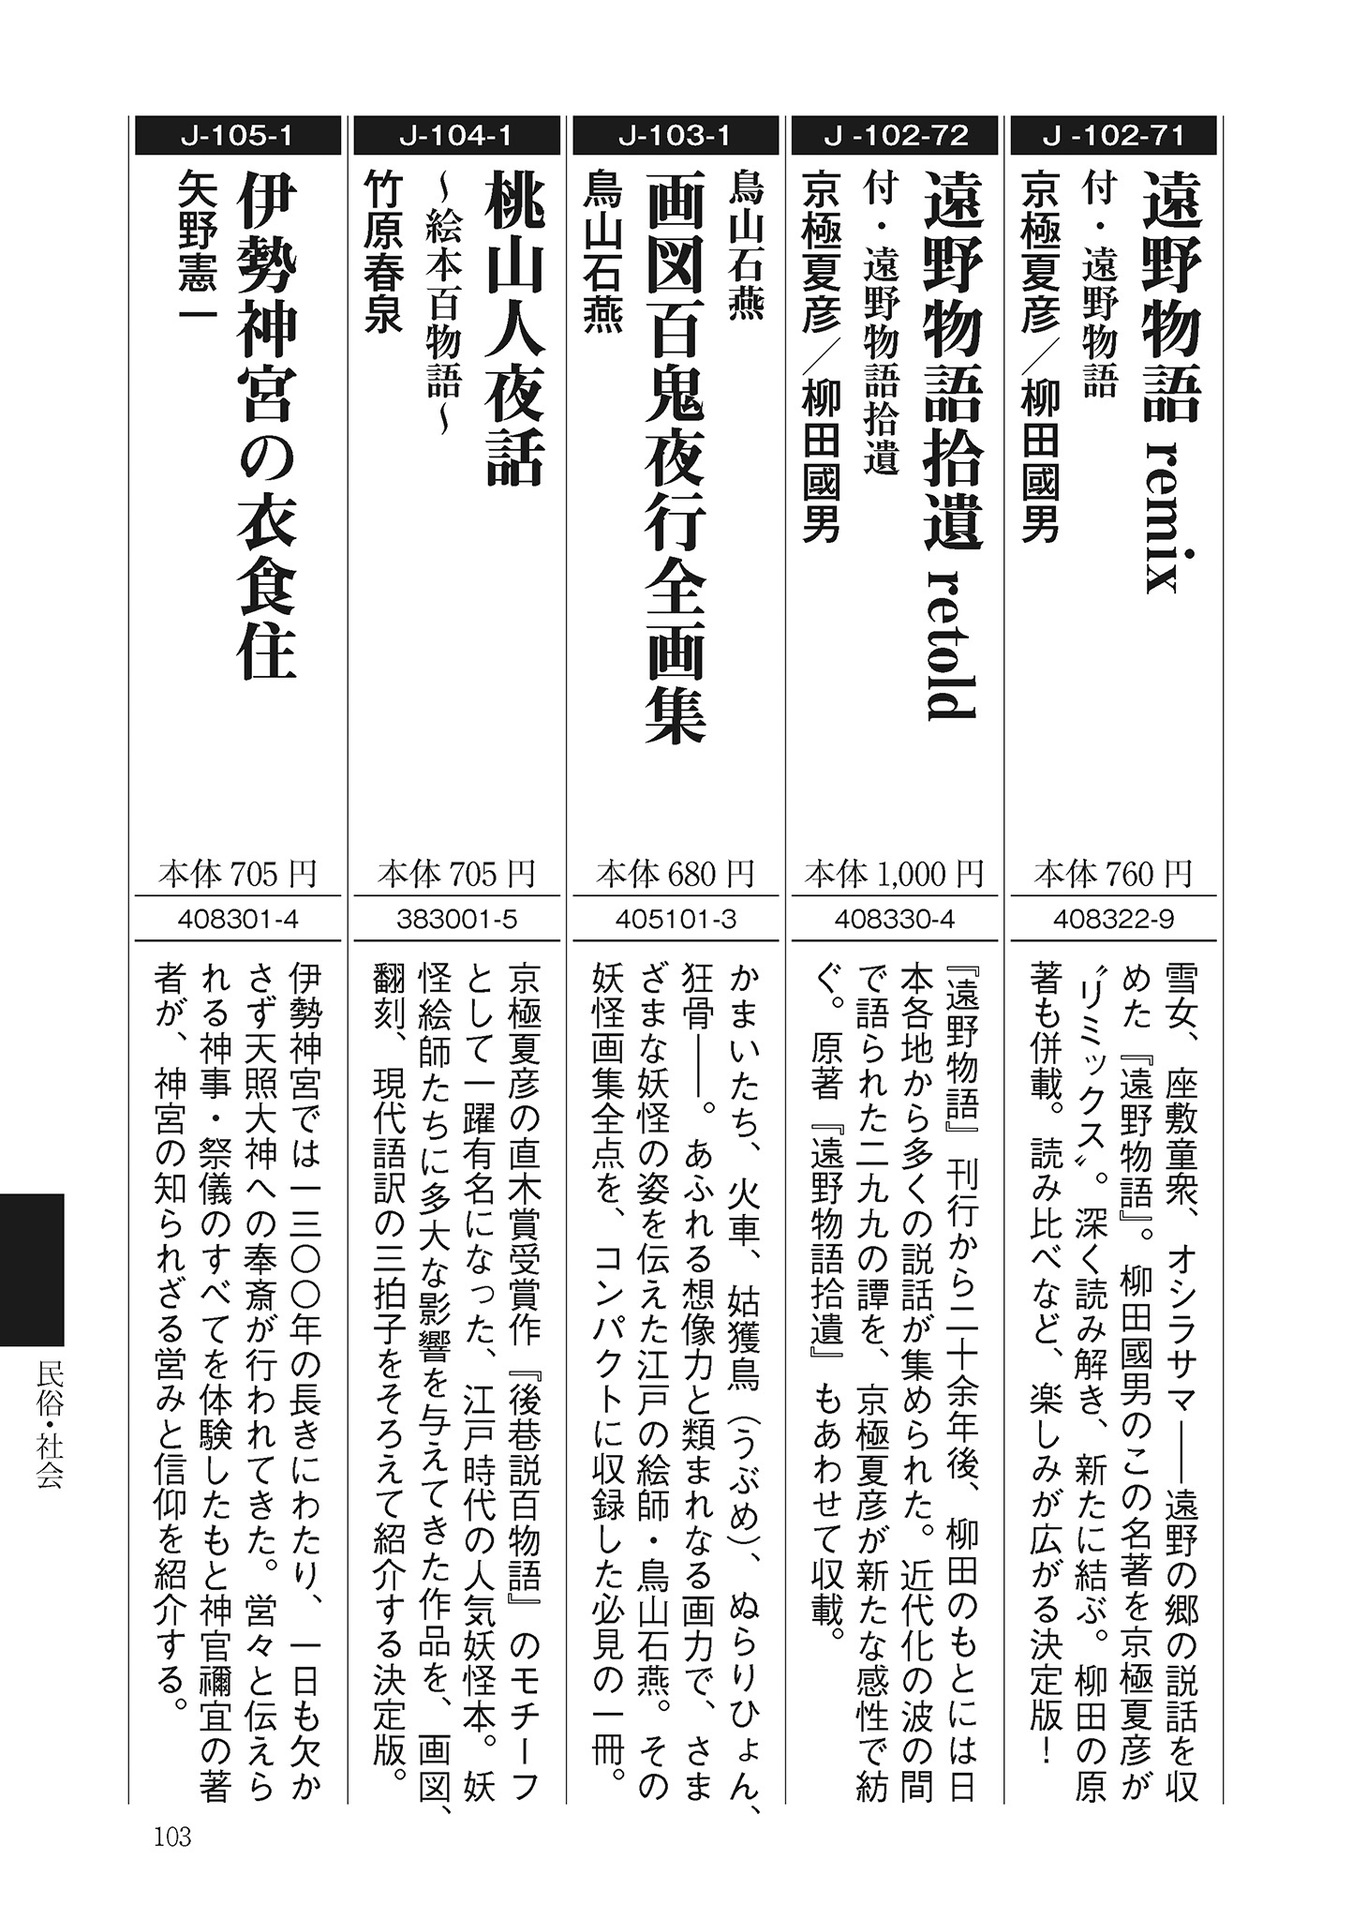 J-102-71
遠野物語 remix
付・遠野物語
京極夏彦／柳田國男
本体 760 円
408322-9
雪女、座敷童衆、オシラサマ――遠野の郷の説話を収
めた『遠野物語』。柳田國男のこの名著を京極夏彦が
〝リミックス〟。深く読み解き、新たに結ぶ。柳田の原
著も併載。読み比べなど、楽しみが広がる決定版！
J-102-72
遠野物語拾遺 retold
付・遠野物語拾遺
京極夏彦／柳田國男
本体 1,000 円
408330-4
『遠野物語』刊行から二十余年後、柳田のもとには日
本各地から多くの説話が集められた。近代化の波の間
で語られた二九九の譚を、京極夏彦が新たな感性で紡
ぐ。原著『遠野物語拾遺』もあわせて収載。
J-103-1
鳥山石燕
画図百鬼夜行全画集
鳥山石燕
本体 680 円
405101-3
かまいたち、火車、姑獲鳥（うぶめ）、ぬらりひょん、
狂骨――。あふれる想像力と類まれなる画力で、さま
ざまな妖怪の姿を伝えた江戸の絵師・鳥山石燕。その
妖怪画集全点を、コンパクトに収録した必見の一冊。
J-104-1
桃山人夜話
〜絵本百物語〜
竹原春泉
本体 705 円
383001-5
京極夏彦の直木賞受賞作『後巷説百物語』のモチーフ
として一躍有名になった、江戸時代の人気妖怪本。妖
怪絵師たちに多大な影響を与えてきた作品を、画図、
翻刻、現代語訳の三拍子をそろえて紹介する決定版。
J-105-1
伊勢神宮の衣食住
矢野憲一
本体 705 円
408301-4
伊勢神宮では一三〇〇年の長きにわたり、一日も欠か
さず天照大神への奉斎が行われてきた。営々と伝えら
れる神事・祭儀のすべてを体験したもと神官禰宜の著
者が、神宮の知られざる営みと信仰を紹介する。
民俗・社会
103